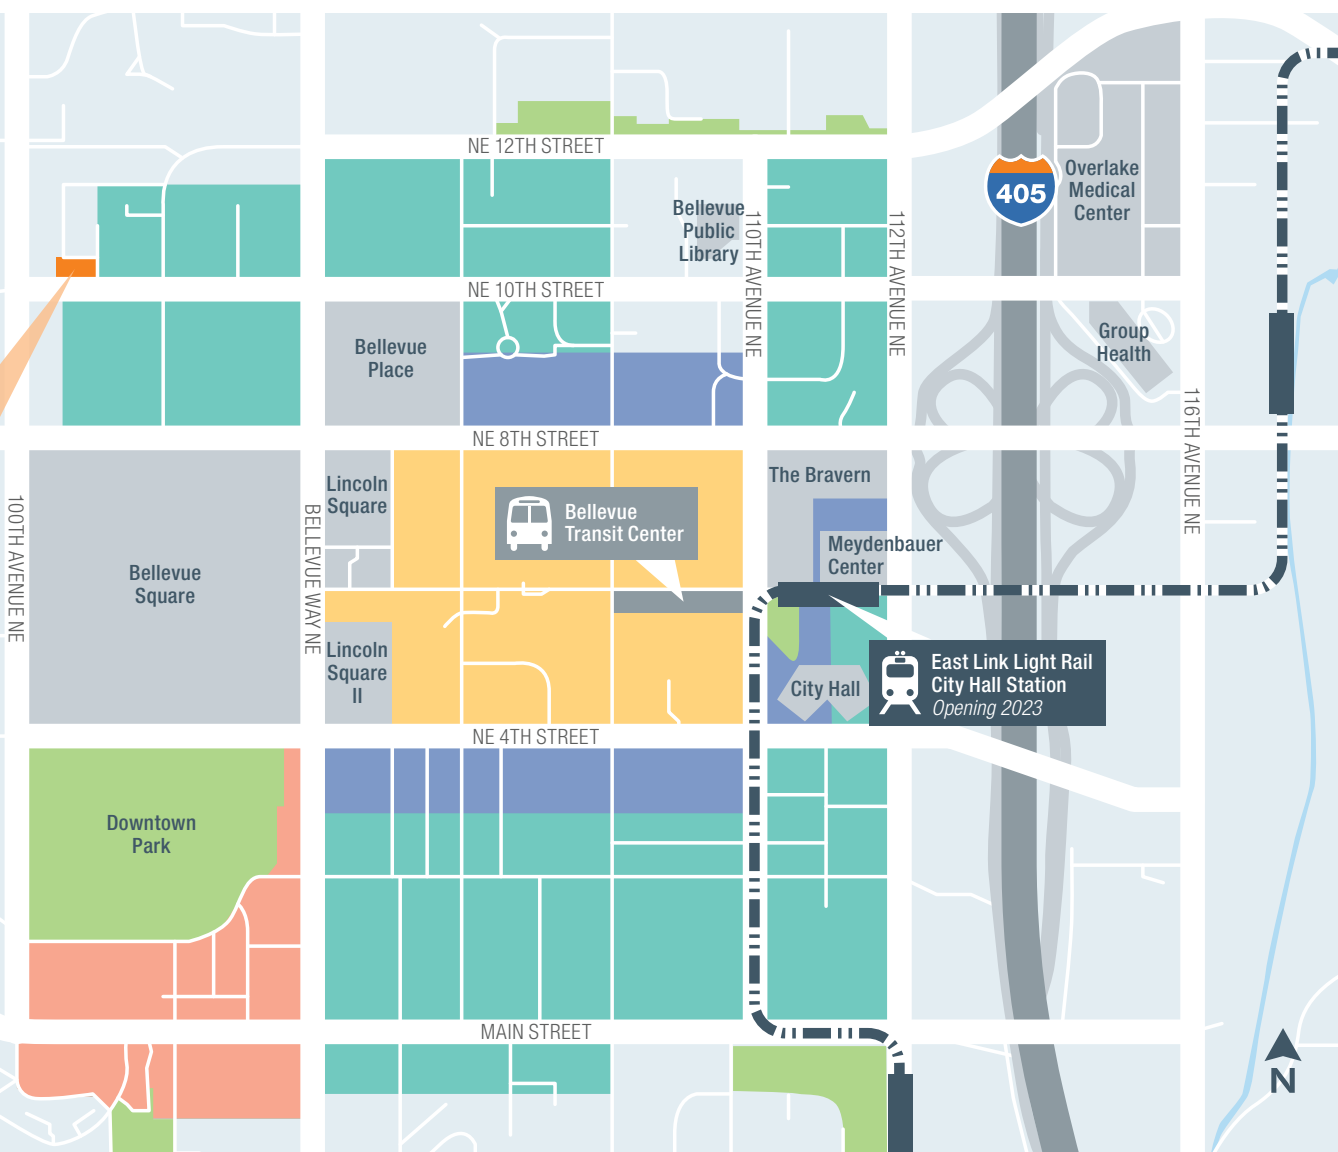 NE 12TH STREET
405
Overlake
Medical
Center
Bellevue
Public
Library
110TH AVENUE NE
112TH AVENUE NE
NE 10TH STREET
Bellevue
Place
Group
Health
116TH AVENUE NE
NE 8TH STREET
100TH AVENUE NE
BELLEVUE WAY NE
Lincoln
Square
The Bravern
Bellevue
Transit Center
Meydenbauer
Center
Bellevue
Square
Lincoln
Square
II
City Hall
East Link Light Rail
City Hall Station
Opening 2023
NE 4TH STREET
Downtown
Park
MAIN STREET
N